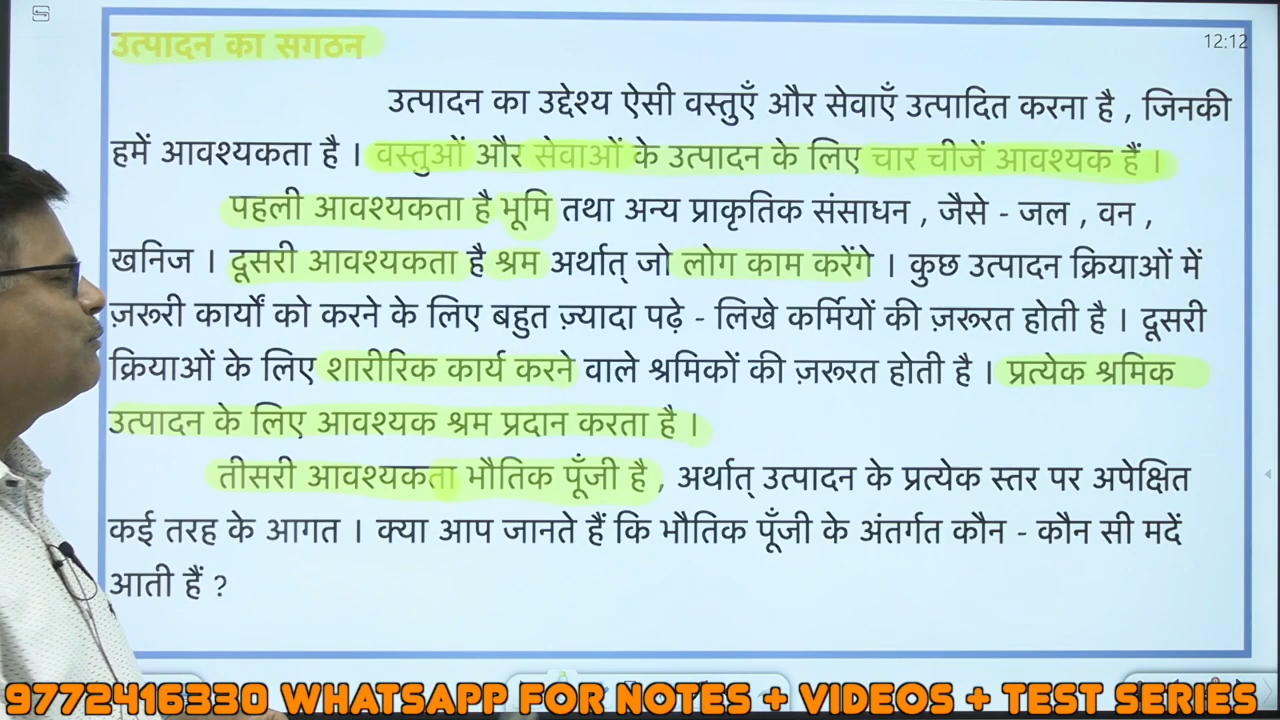 उत्पादन का सगठन
12:12
उत्पादन का उद्देश्य ऐसी वस्तुएँ और सेवाएँ उत्पादित करना है , जिनकी
हमें आवश्यकता है । वस्तुओं और सेवाओं के उत्पादन के लिए चार चीजें आवश्यक हैं ।
पहली आवश्यकता है भूमि तथा अन्य प्राकृतिक संसाधन , जैसे - जल , वन ,
खनिज । दूसरी आवश्यकता है श्रम अर्थात् जो लोग काम करेंगे । कुछ उत्पादन क्रियाओं में
ज़रूरी कार्यों को करने के लिए बहुत ज़्यादा पढ़े - लिखे कर्मियों की ज़रूरत होती है । दूसरी
क्रियाओं के लिए शारीरिक कार्य करने वाले श्रमिकों की ज़रूरत होती है । प्रत्येक श्रमिक
उत्पादन के लिए आवश्यक श्रम प्रदान करता है ।
तीसरी आवश्यकता भौतिक पूँजी है , अर्थात् उत्पादन के प्रत्येक स्तर पर अपेक्षित
कई तरह के आगत । क्या आप जानते हैं कि भौतिक पूँजी के अंतर्गत कौन - कौन सी मदें
आती हैं ?
9772416330 WHATSAPP FOR NOTES + VIDEOS + TEST SERIES